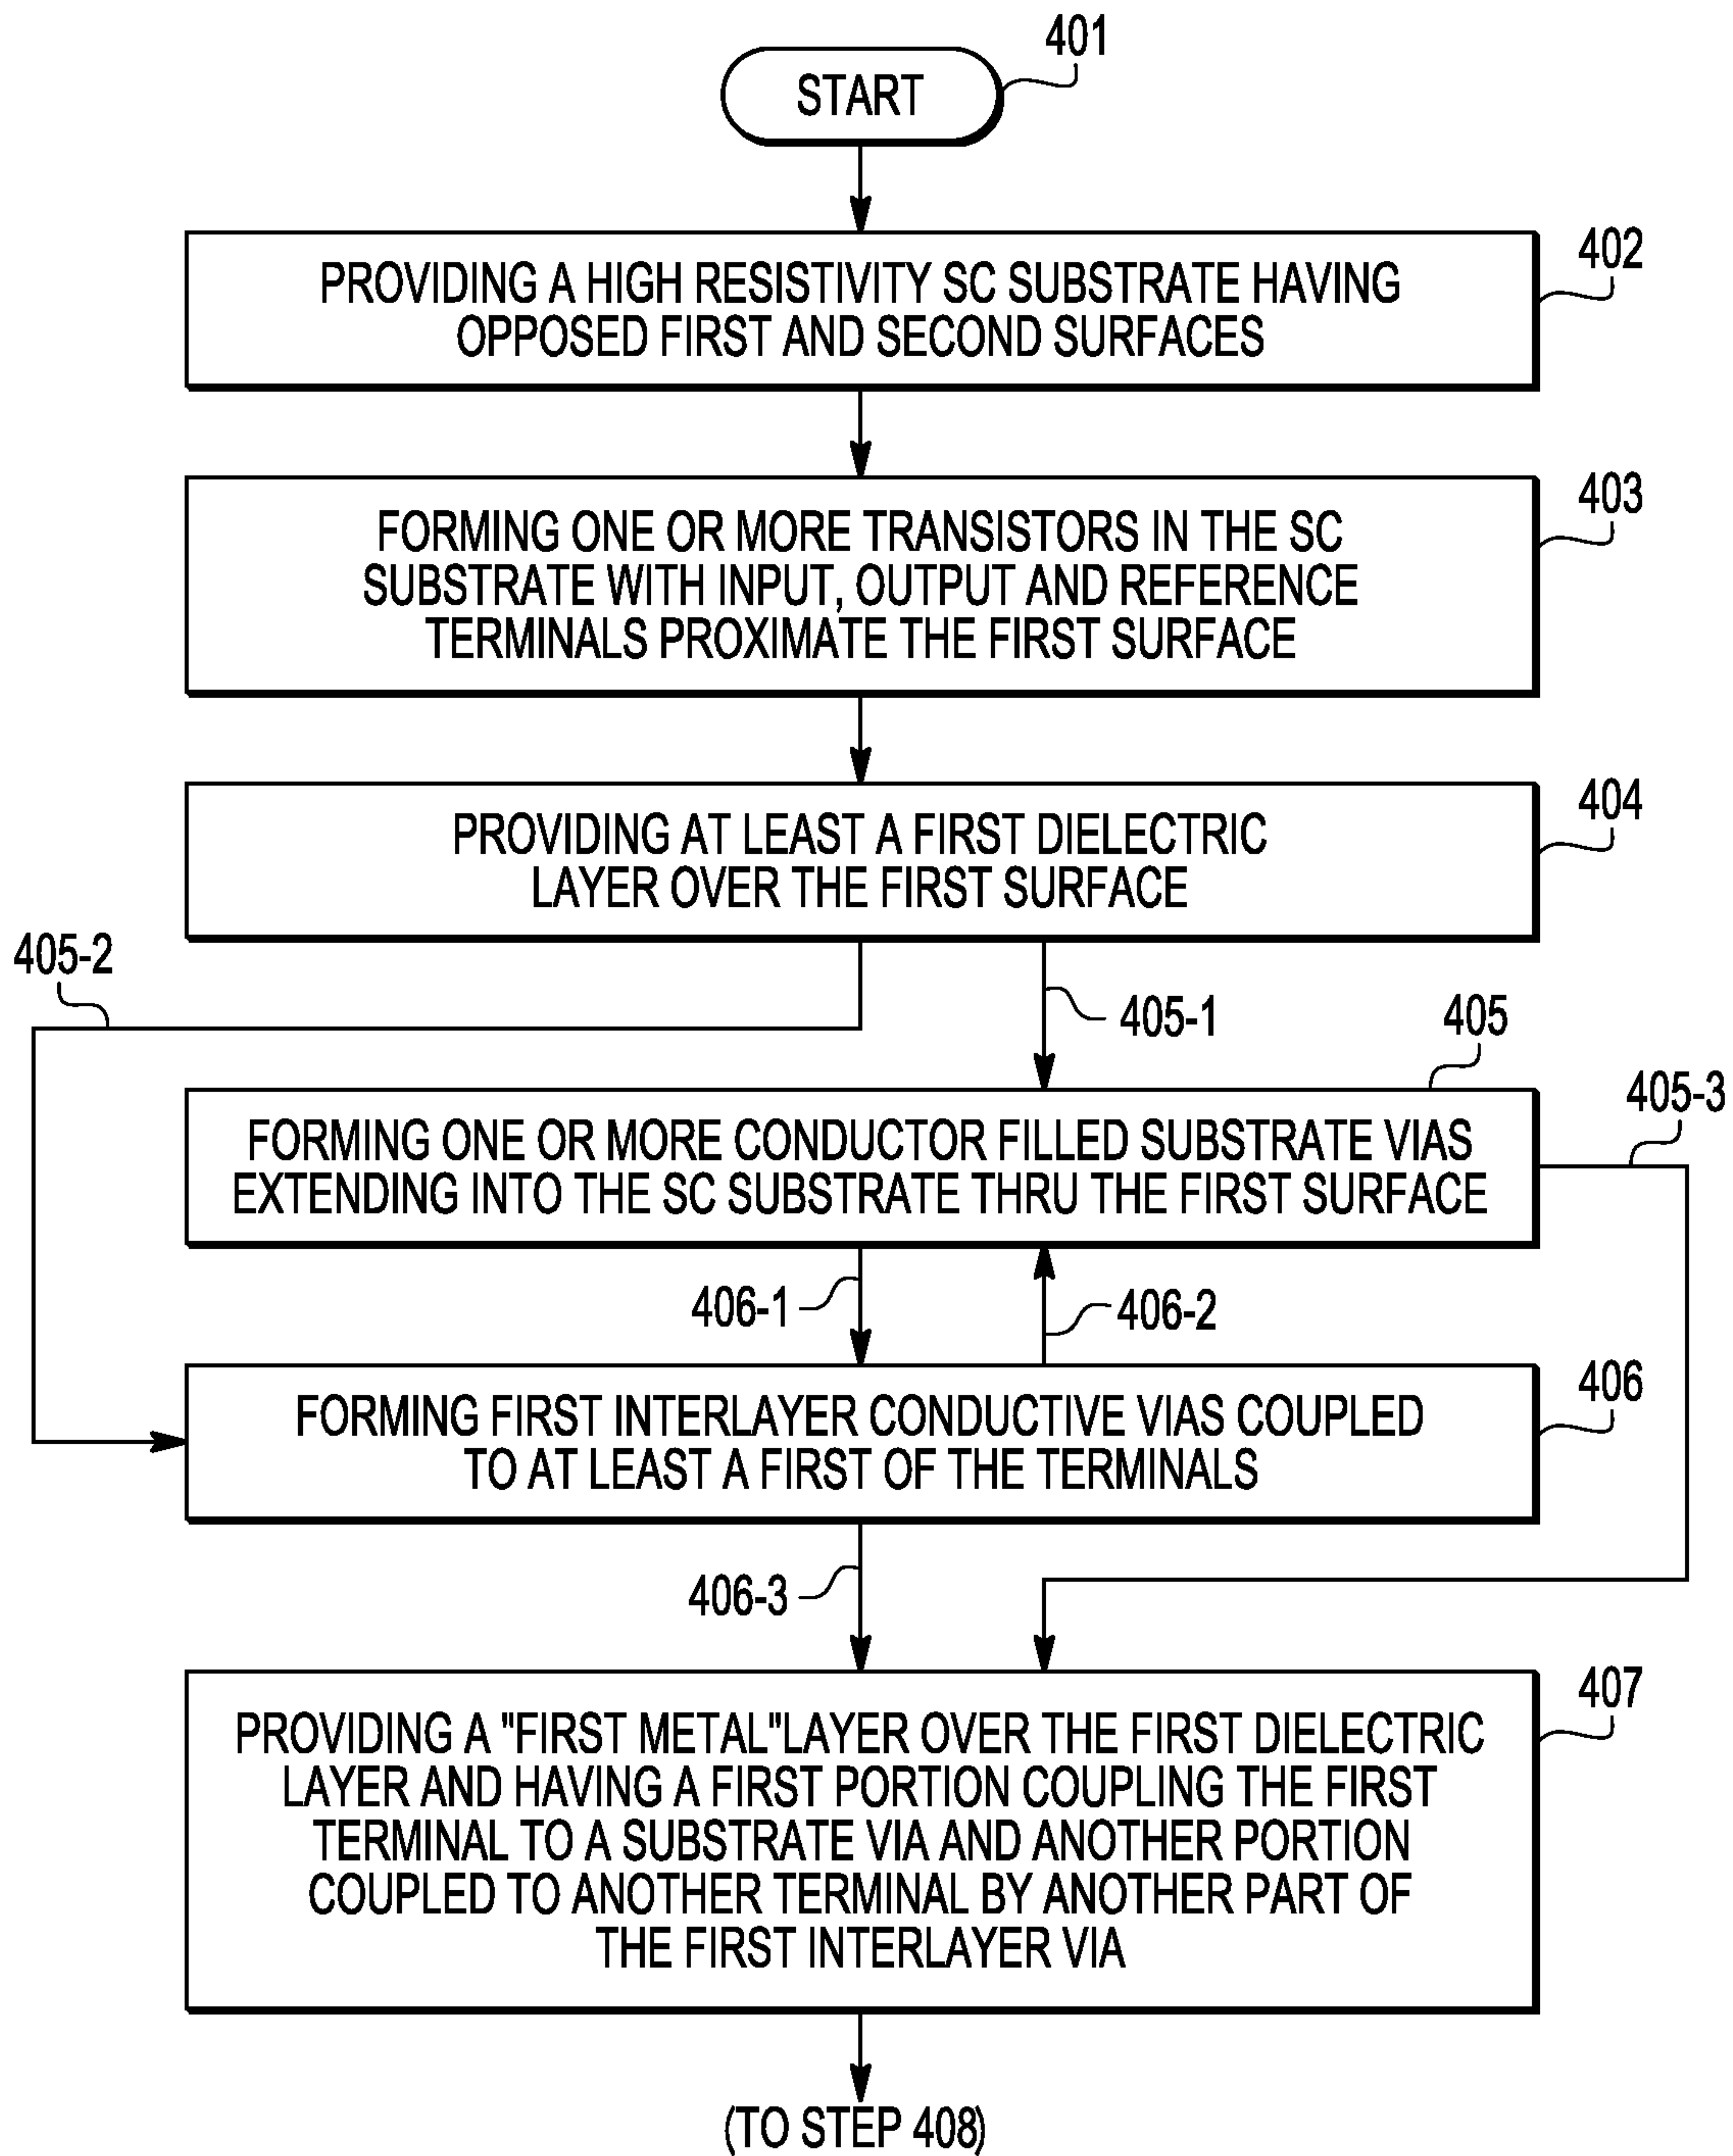 401
START
402
PROVIDING A HIGH RESISTIVITY SC SUBSTRATE HAVING
OPPOSED FIRST AND SECOND SURFACES
403
FORMING ONE OR MORE TRANSISTORS IN THE SC
SUBSTRATE WITH INPUT, OUTPUT AND REFERENCE
TERMINALS PROXIMATE THE FIRST SURFACE
404
PROVIDING AT LEAST A FIRST DIELECTRIC
LAYER OVER THE FIRST SURFACE
405-2
405-1
405
405-3
FORMING ONE OR MORE CONDUCTOR FILLED SUBSTRATE VIAS
EXTENDING INTO THE SC SUBSTRATE THRU THE FIRST SURFACE
406-1
406-2
406
FORMING FIRST INTERLAYER CONDUCTIVE VIAS COUPLED
TO AT LEAST A FIRST OF THE TERMINALS
406-3
407
PROVIDING A "FIRST METAL"LAYER OVER THE FIRST DIELECTRIC
LAYER AND HAVING A FIRST PORTION COUPLING THE FIRST
TERMINAL TO A SUBSTRATE VIA AND ANOTHER PORTION
COUPLED TO ANOTHER TERMINAL BY ANOTHER PART OF
THE FIRST INTERLAYER VIA
(TO STEP 408)